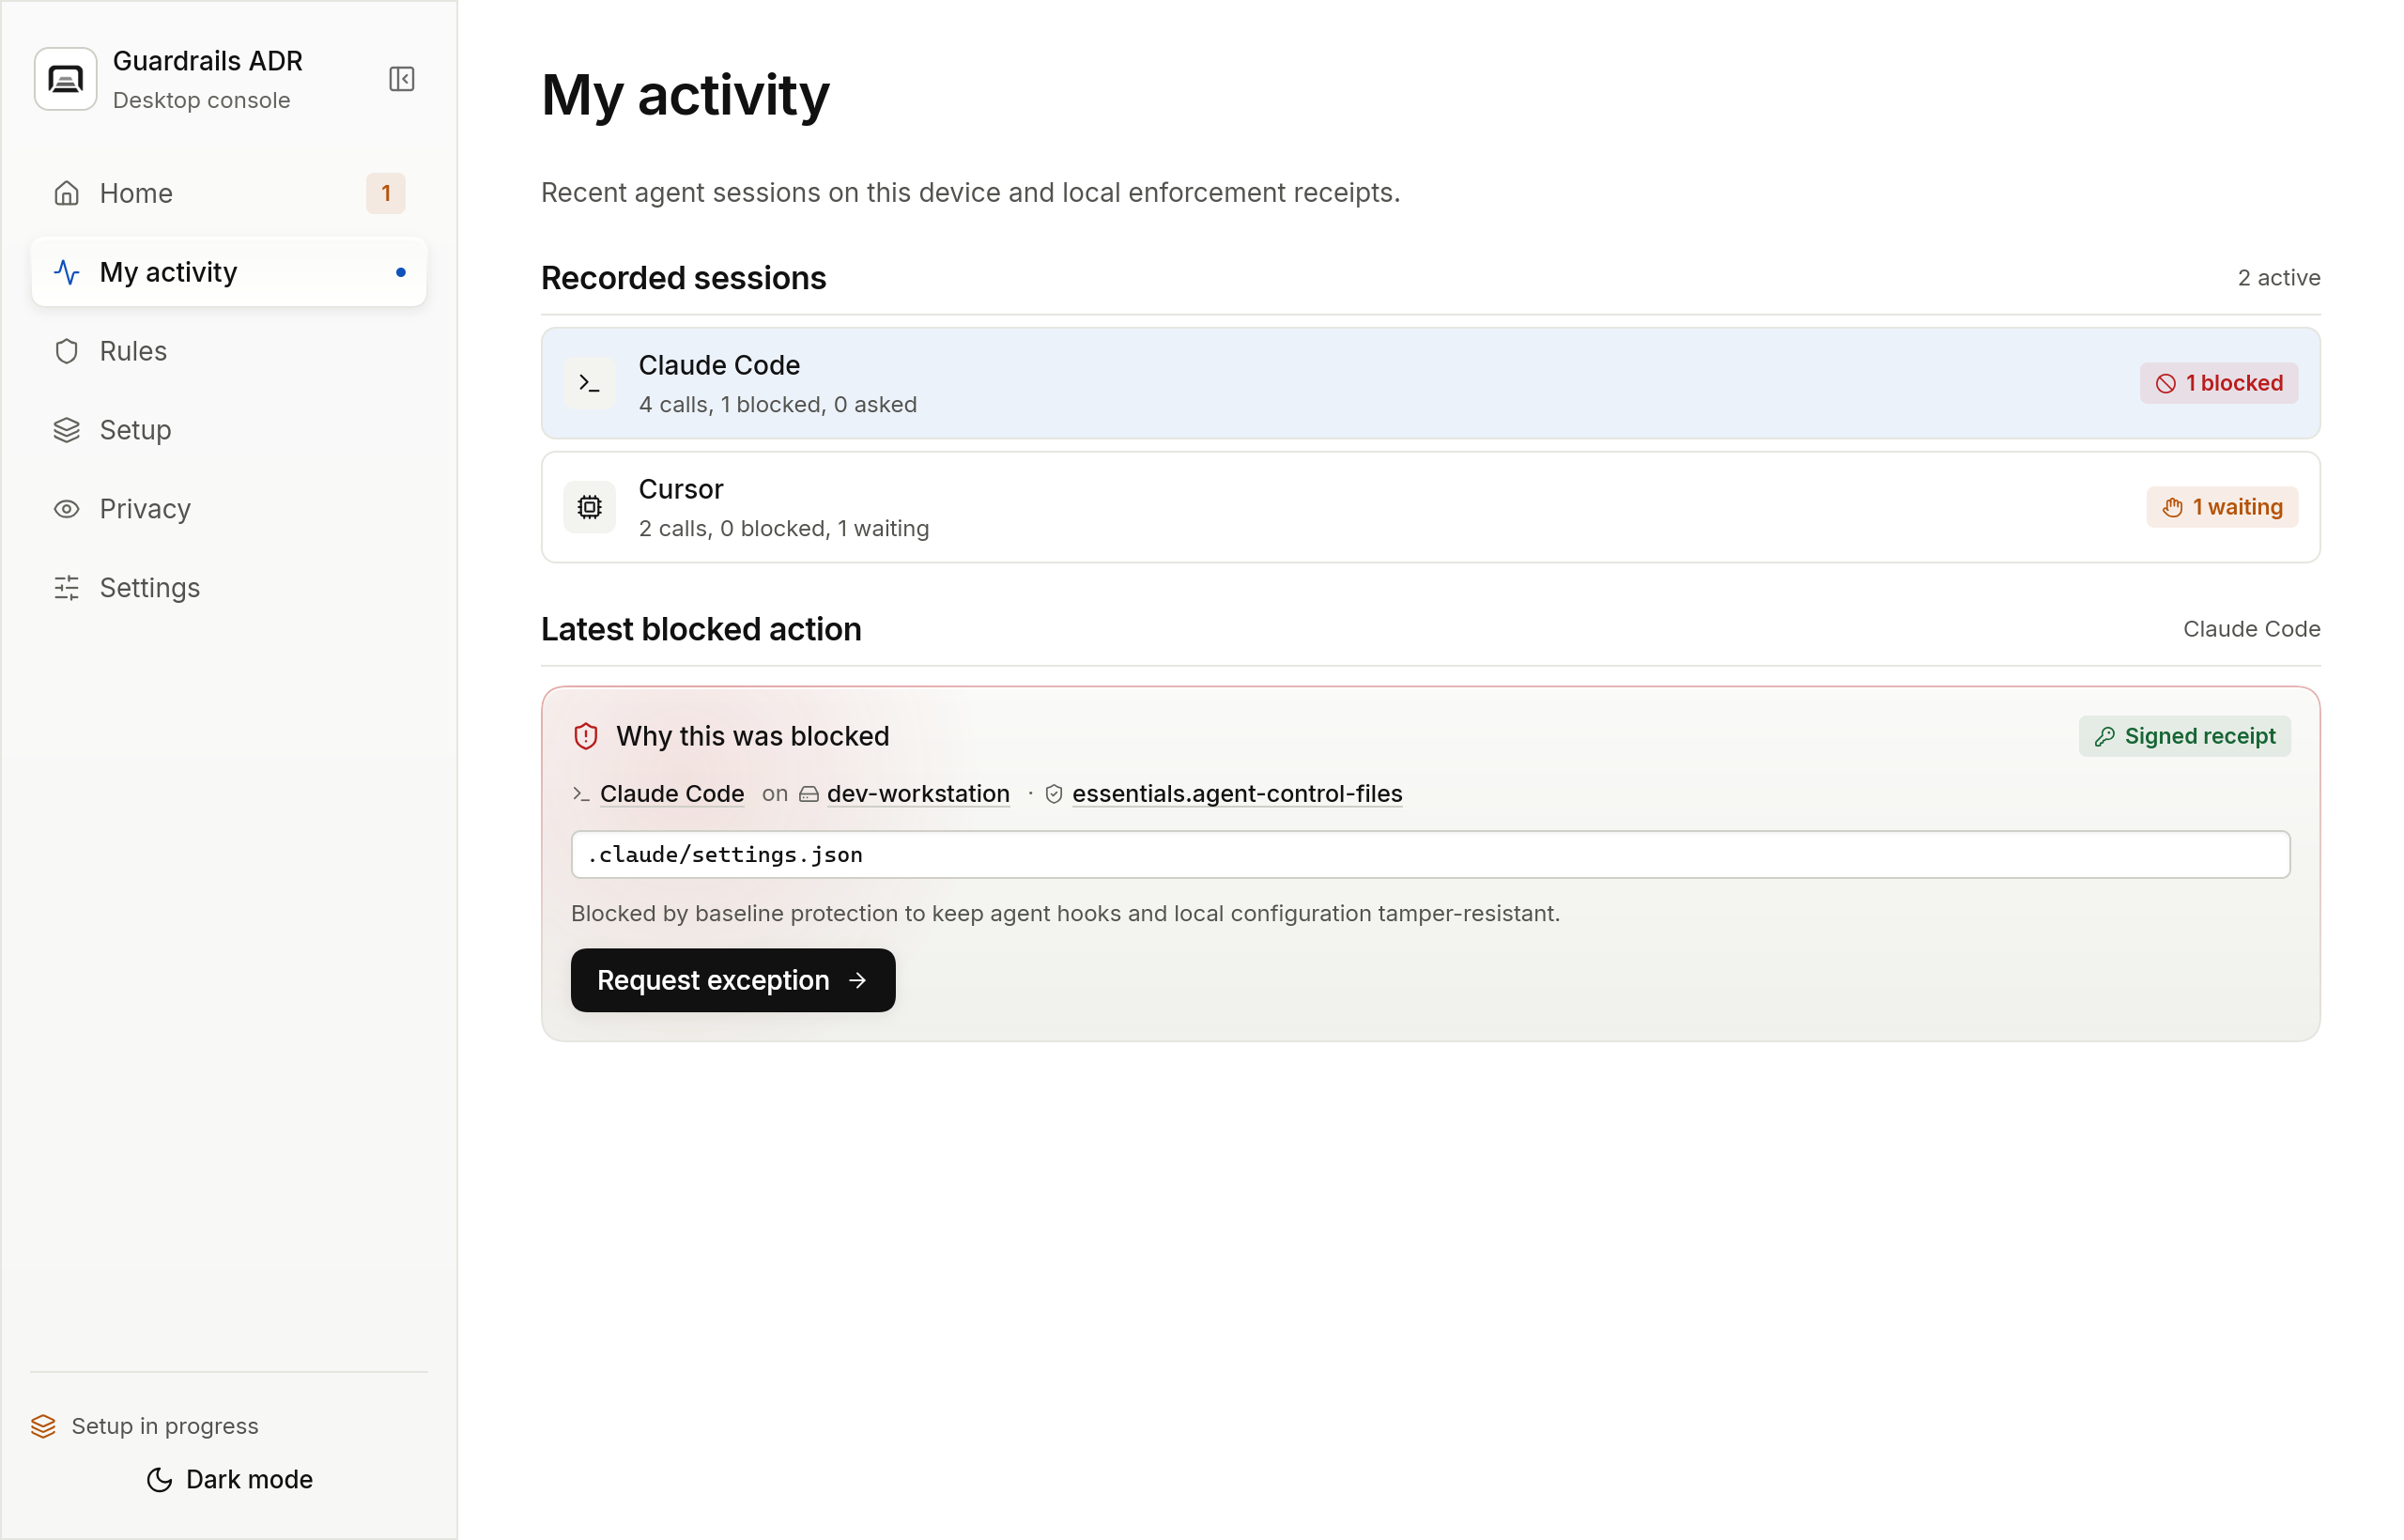 Guardrails ADR
Desktop console
Home 1
My activity
Rules
Setup
Privacy
Settings
Setup in progress
Dark mode
My activity
Recent agent sessions on this device and local enforcement receipts.
Recorded sessions 2 active
Claude Code
4 calls, 1 blocked, 0 asked
1 blocked
Cursor
2 calls, 0 blocked, 1 waiting
1 waiting
Latest blocked action Claude Code
Why this was blocked Signed receipt
Claude Code on dev-workstation · essentials.agent-control-files
.claude/settings.json
Blocked by baseline protection to keep agent hooks and local configuration tamper-resistant.
Request exception →